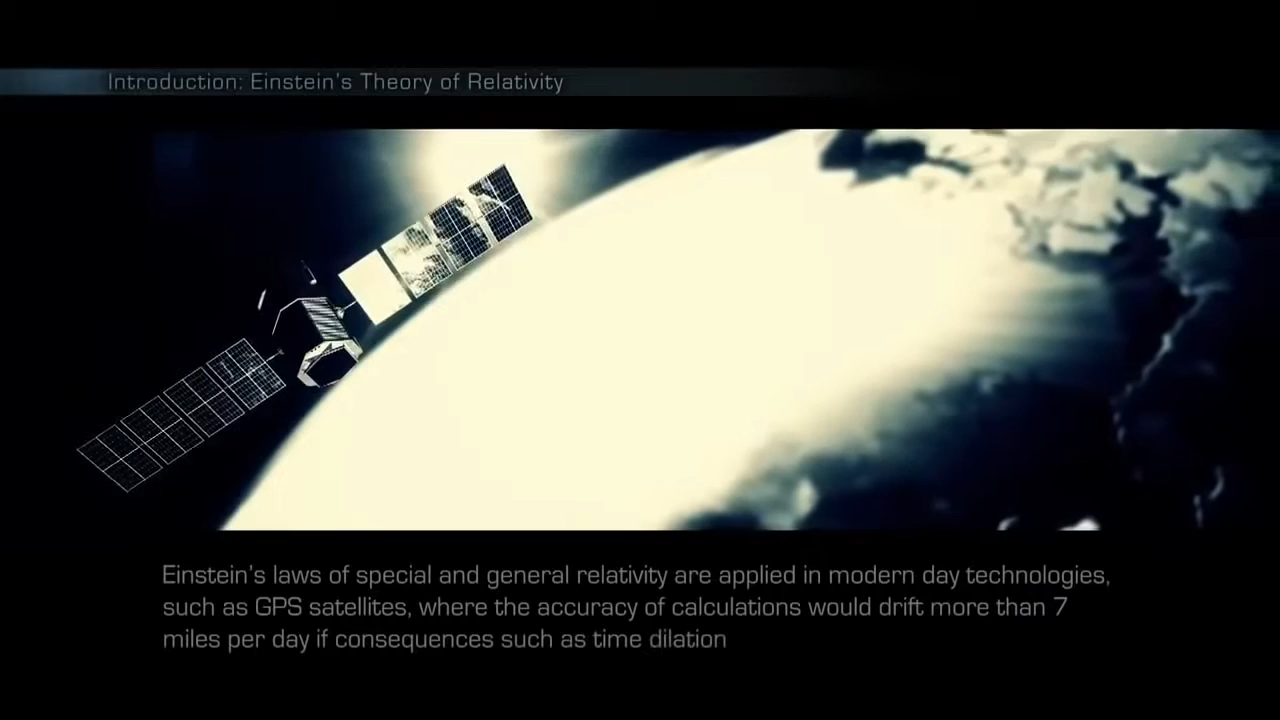 Introduction: Einstein's Theory of Relativity
Einstein's laws of special and general relativity are applied in modern day technologies,
such as GPS satellites, where the accuracy of calculations would drift more than 7
miles per day if consequences such as time dilation